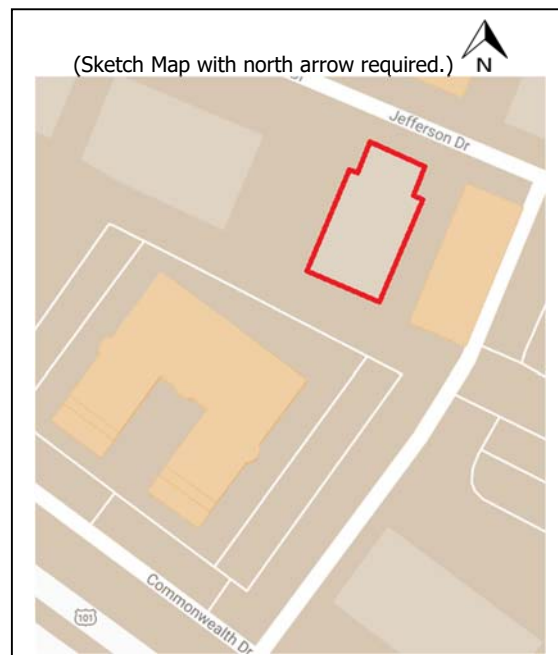 (Sketch Map with north arrow required.)
N
Jefferson Dr
Commonwealth Dr
101